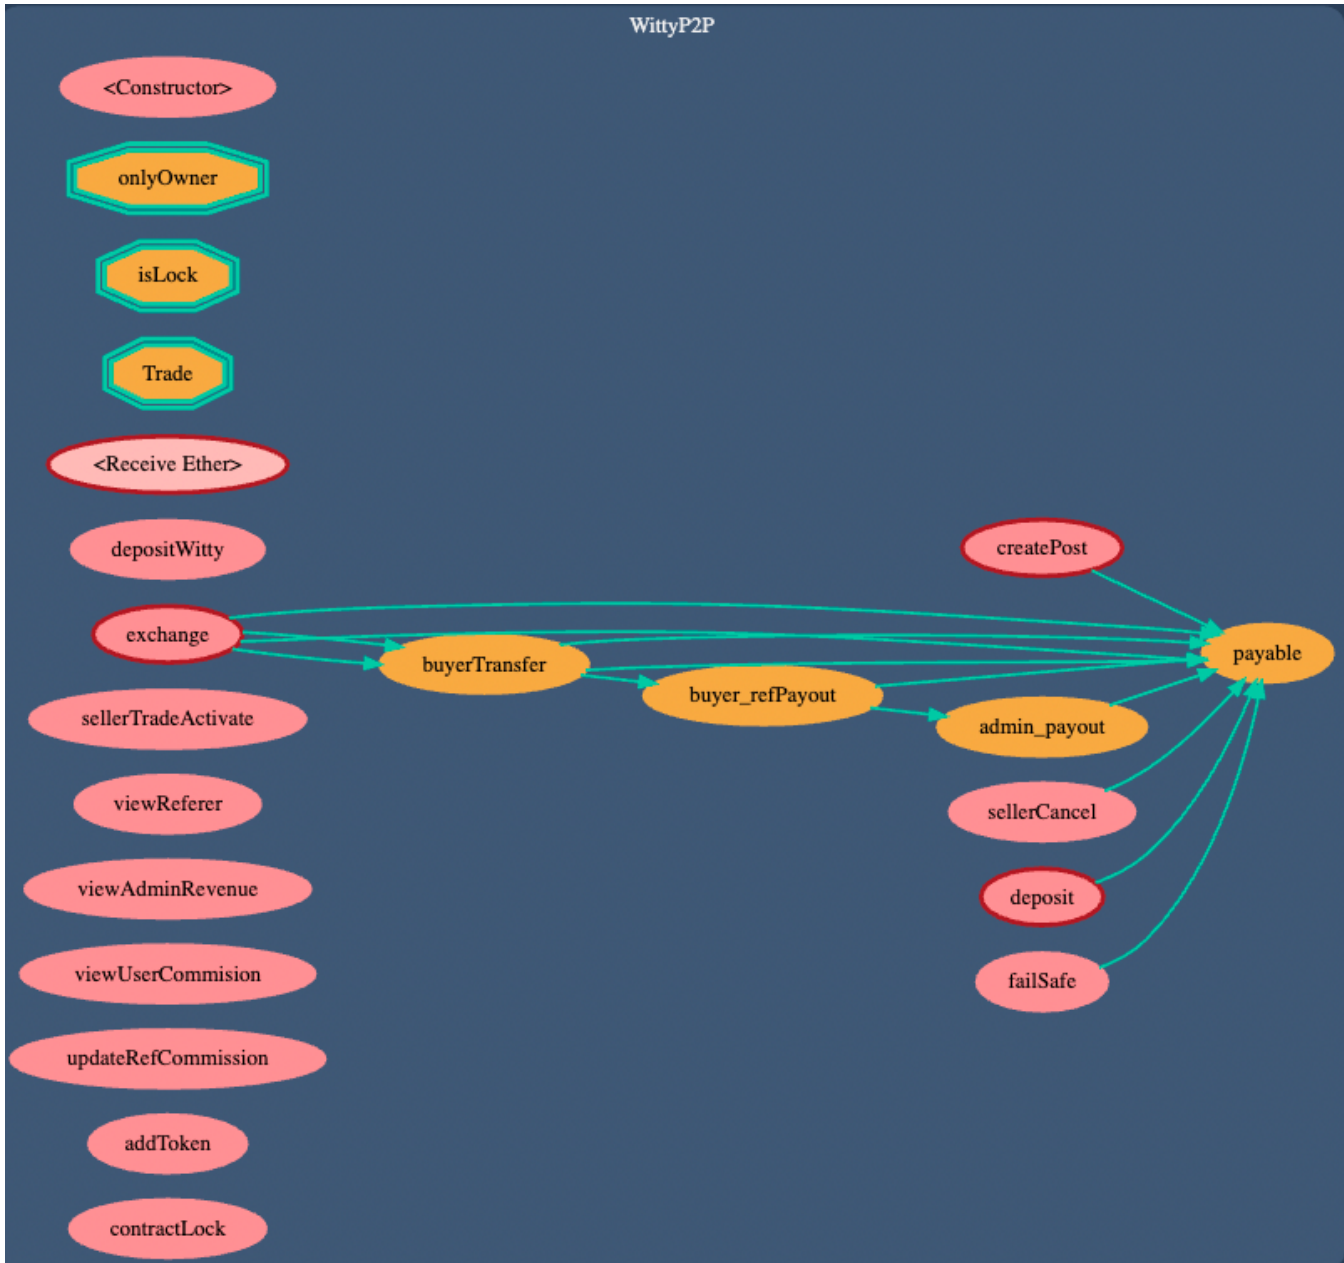 WittyP2P
<Constructor>
onlyOwner
isLock
Trade
<Receive Ether>
depositWitty
exchange
sellerTradeActivate
viewReferer
viewAdminRevenue
viewUserCommision
updateRefCommission
addToken
contractLock
buyerTransfer
buyer_refPayout
createPost
admin_payout
sellerCancel
deposit
failSafe
payable